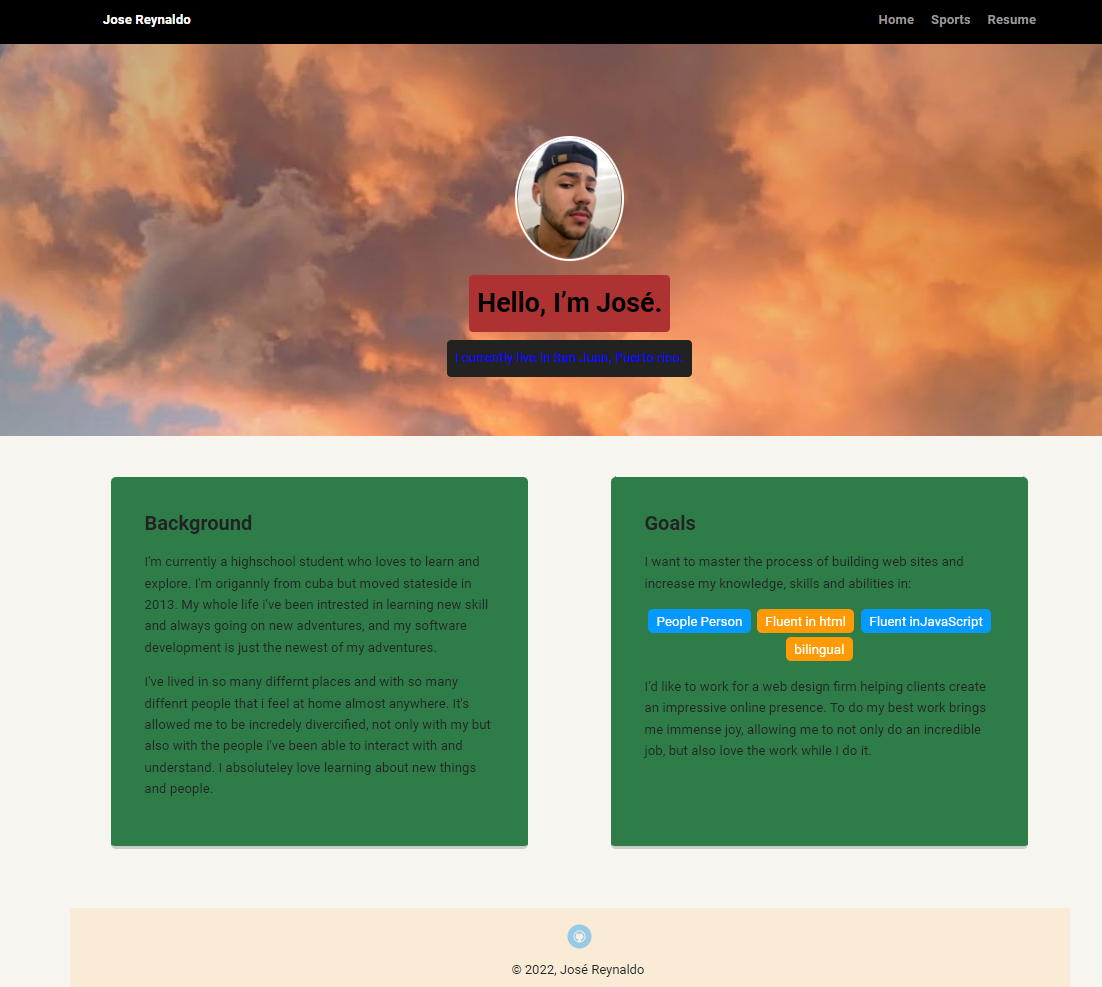 Jose Reynaldo
Home Sports Resume
Hello, I'm José.
I currently live in San Juan, Puerto rico.
Background
I'm currently a highschool student who loves to learn and
explore. I'm origannly from cuba but moved stateside in
2013. My whole life i've been intrested in learning new skill
and always going on new adventures, and my software
development is just the newest of my adventures.
I've lived in so many differnt places and with so many
diffenrt people that i feel at home almost anywhere. It's
allowed me to be incredely divercified, not only with my but
also with the people i've been able to interact with and
understand. I absoluteley love learning about new things
and people.
Goals
I want to master the process of building web sites and
increase my knowledge, skills and abilities in:
People Person Fluent in html Fluent inJavaScript
bilingual
I'd like to work for a web design firm helping clients create
an impressive online presence. To do my best work brings
me immense joy, allowing me to not only do an incredible
job, but also love the work while I do it.
© 2022, José Reynaldo